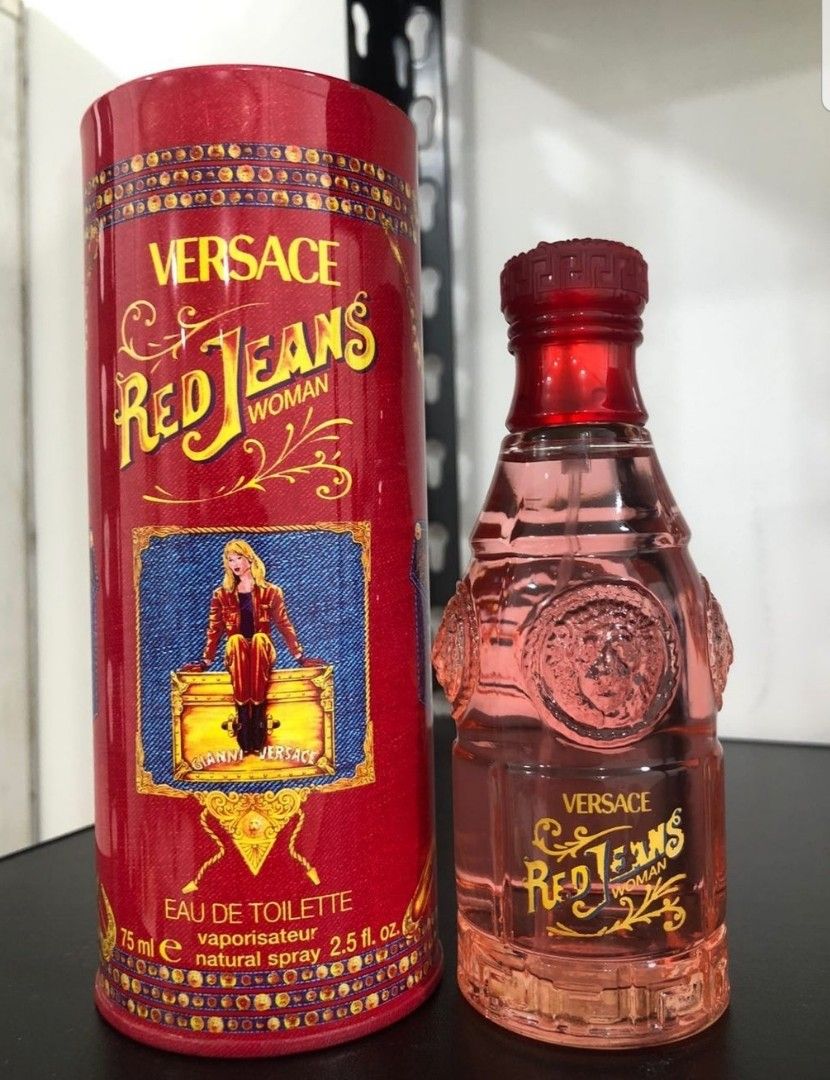 VERSACE
RED JEANS
WOMAN
GIANNI VERSACE
EAU DE TOILETTE
75 ml e vaporisateur
natural spray 2.5 fl. oz.
VERSACE
RED JEANS
WOMAN